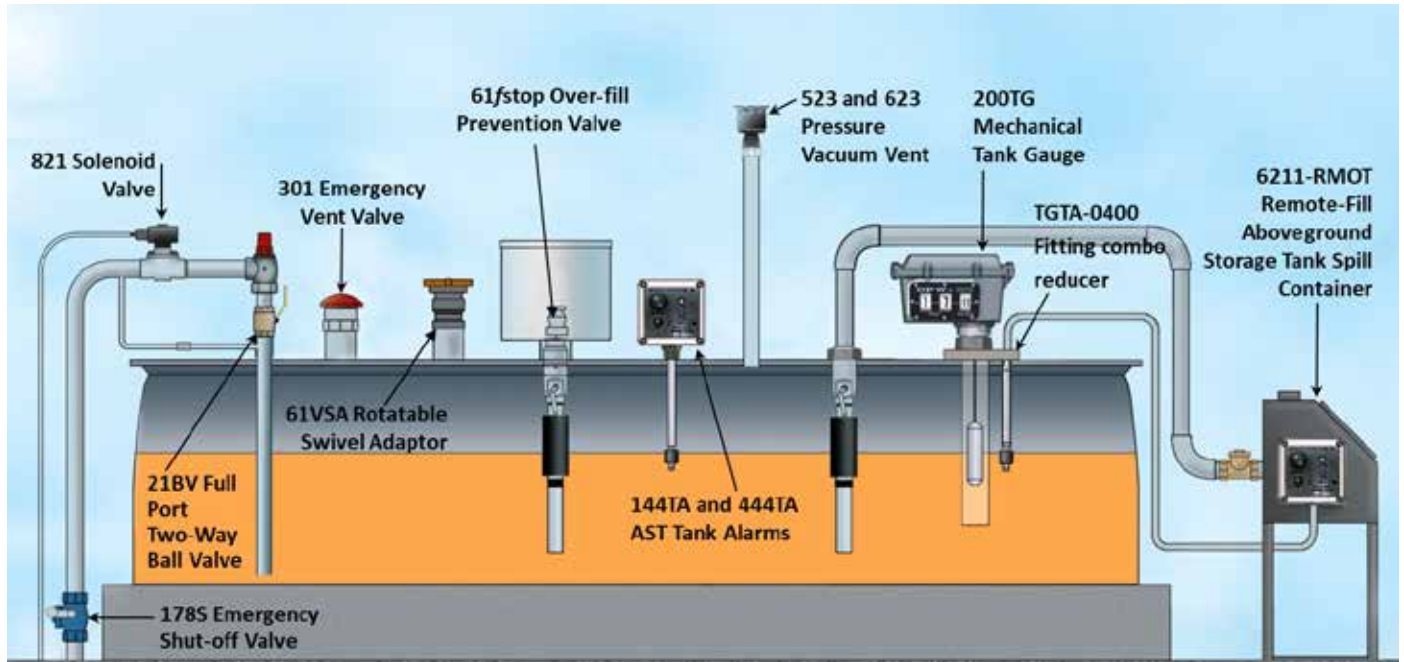 821 Solenoid
Valve
301 Emergency
Vent Valve
61fstop Over-fill
Prevention Valve
523 and 623
Pressure
Vacuum Vent
200TG
Mechanical
Tank Gauge
TGTA-0400
Fitting combo
reducer
6211-RMOT
Remote-Fill
Aboveground
Storage Tank Spill
Container
61VSA Rotatable
Swivel Adaptor
21BV Full
Port
Two-Way
Ball Valve
144TA and 444TA
AST Tank Alarms
178S Emergency
Shut-off Valve